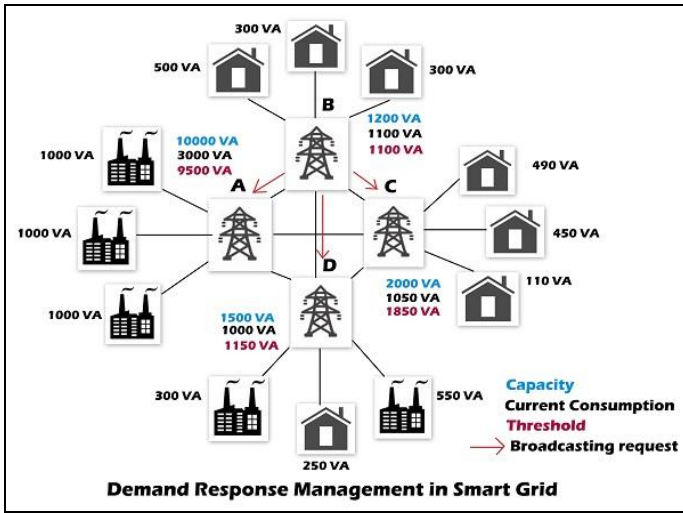 300 VA
500 VA
300 VA
B
1200 VA
1100 VA
1100 VA
10000 VA
3000 VA
9500 VA
1000 VA
A
C
490 VA
1000 VA
450 VA
D
110 VA
1000 VA
1500 VA
1000 VA
1150 VA
2000 VA
1050 VA
1850 VA
300 VA
550 VA
250 VA
Capacity
Current Consumption
Threshold
Broadcasting request
Demand Response Management in Smart Grid